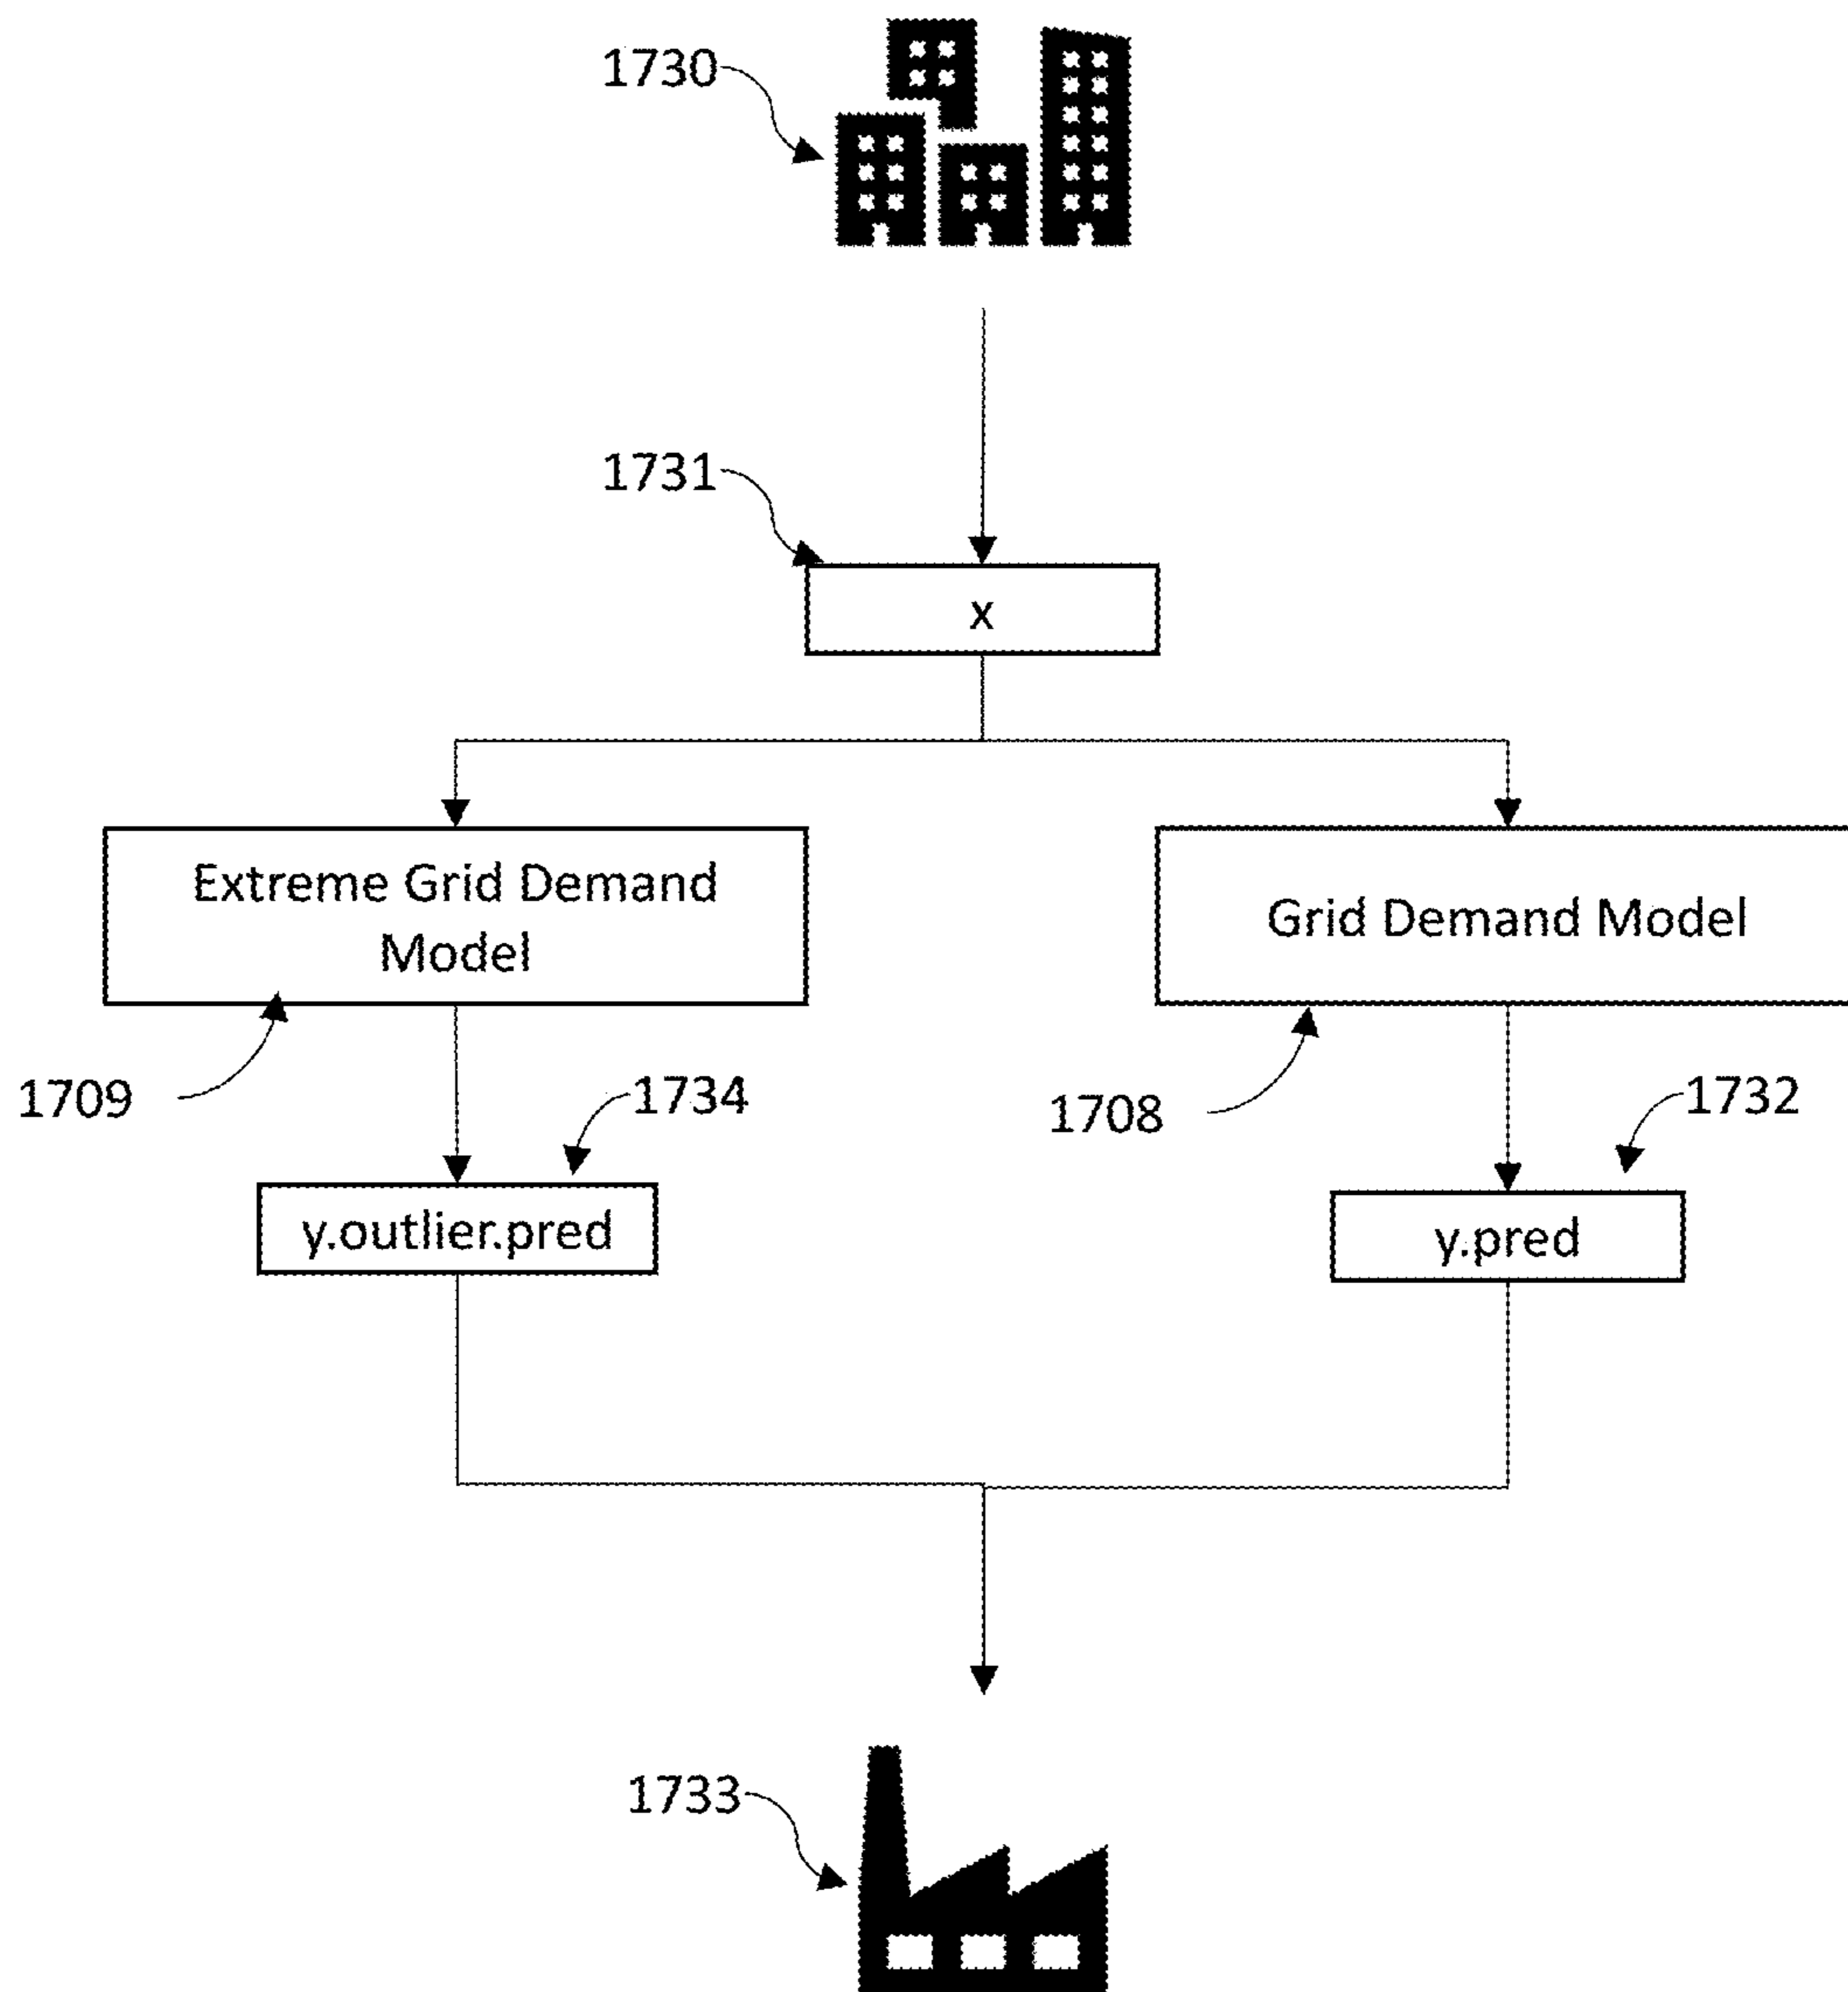 1730
1731
x
Extreme Grid Demand
Model
Grid Demand Model
1709
1734
1708
1732
y.outlier.pred
y.pred
1733